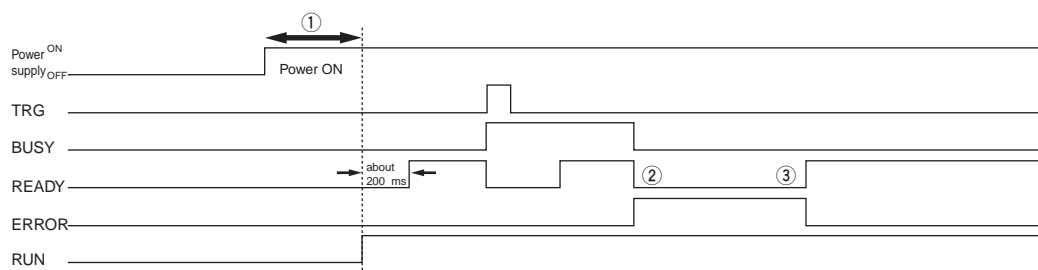 ①
Power ON
supply OFF
Power ON
TRG
BUSY
about
200 ms
READY
②
③
ERROR
RUN